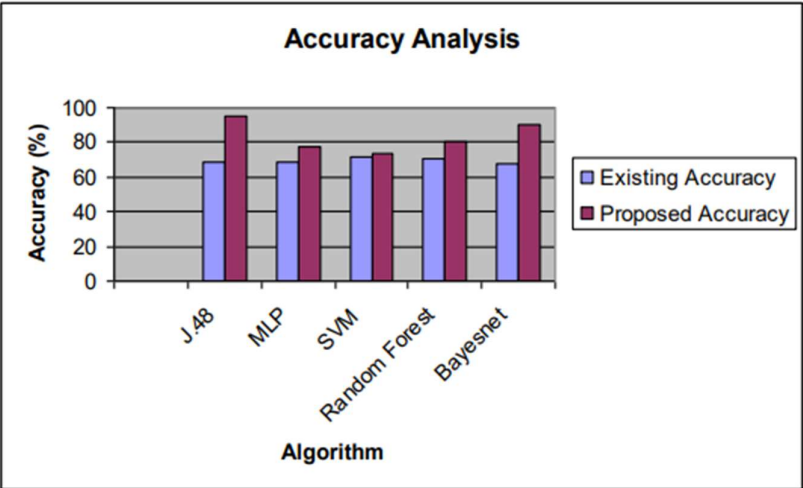 Accuracy Analysis
Accuracy (%)
100
80
60
40
20
0
J.48
MLP
SVM
Random Forest
Bayesnet
Algorithm
Existing Accuracy
Proposed Accuracy